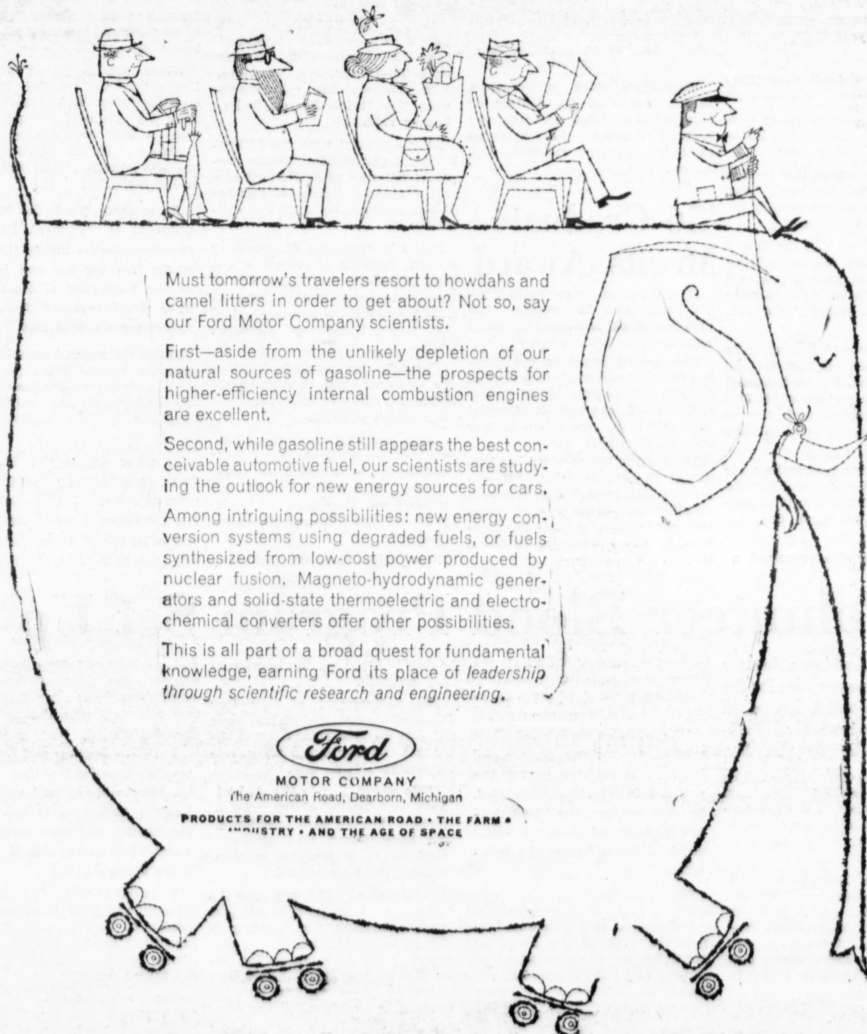 Must tomorrow's travelers resort to howdahs and
camel litters in order to get about? Not so, say
our Ford Motor Company scientists.
First—aside from the unlikely depletion of our
natural sources of gasoline—the prospects for
higher-efficiency internal combustion engines
are excellent.
Second, while gasoline still appears the best con-
ceivable automotive fuel, our scientists are study-
ing the outlook for new energy sources for cars.
Among intriguing possibilities: new energy con-
version systems using degraded fuels, or fuels
synthesized from low-cost power produced by
nuclear fusion. Magneto-hydrodynamic gener-
ators and solid-state thermoelectric and electro-
chemical converters offer other possibilities.
This is all part of a broad quest for fundamental
knowledge, earning Ford its place of leadership
through scientific research and engineering.
Ford
MOTOR COMPANY
The American Road, Dearborn, Michigan
PRODUCTS FOR THE AMERICAN ROAD • THE FARM •
INDUSTRY • AND THE AGE OF SPACE